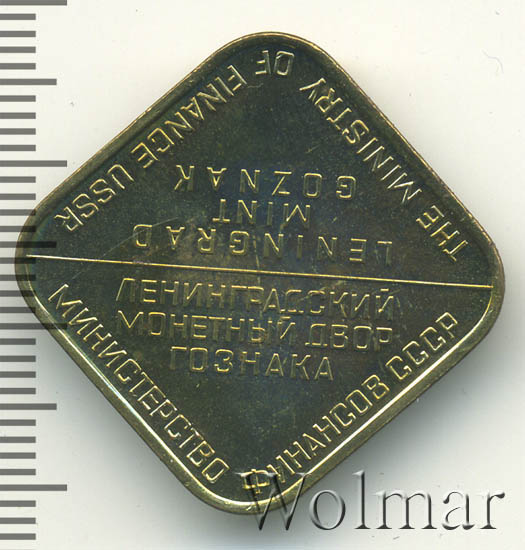 THE MINISTRY OF FINANCE USSR
LENINGRAD
MINT
GOZNAK
ЛЕНИНГРАДСКИЙ
МОНЕТНЫЙ ДВОР
ГОЗНАКА
МИНИСТЕРСТВО ФИНАНСОВ СССР
Wolmar